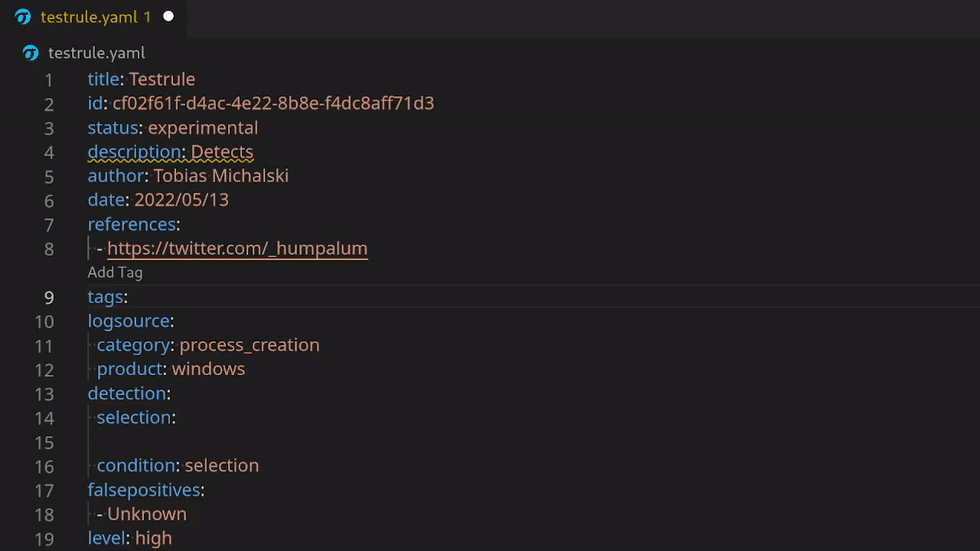 testrule.yaml 1
testrule.yaml
1 title: Testrule
2 id: cf02f61f-d4ac-4e22-8b8e-f4dc8aff71d3
3 status: experimental
4 description: Detects
5 author: Tobias Michalski
6 date: 2022/05/13
7 references:
8 - https://twitter.com/_humpalum
Add Tag
9 tags:
10 logsource:
11 category: process_creation
12 product: windows
13 detection:
14 selection:
15
16 condition: selection
17 falsepositives:
18 - Unknown
19 level: high